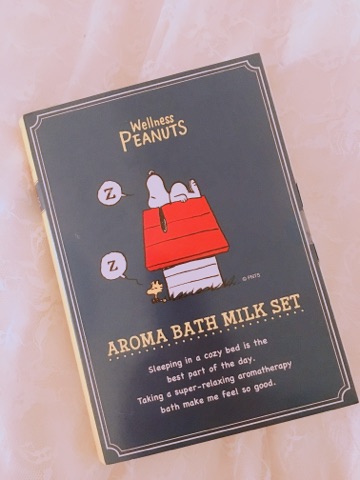 Wellness
PEANUTS
Z
Z
© PNTS
AROMA BATH MILK SET
Sleeping in a cozy bed is the
best part of the day.
Taking a super-relaxing aromatherapy
bath make me feel so good.